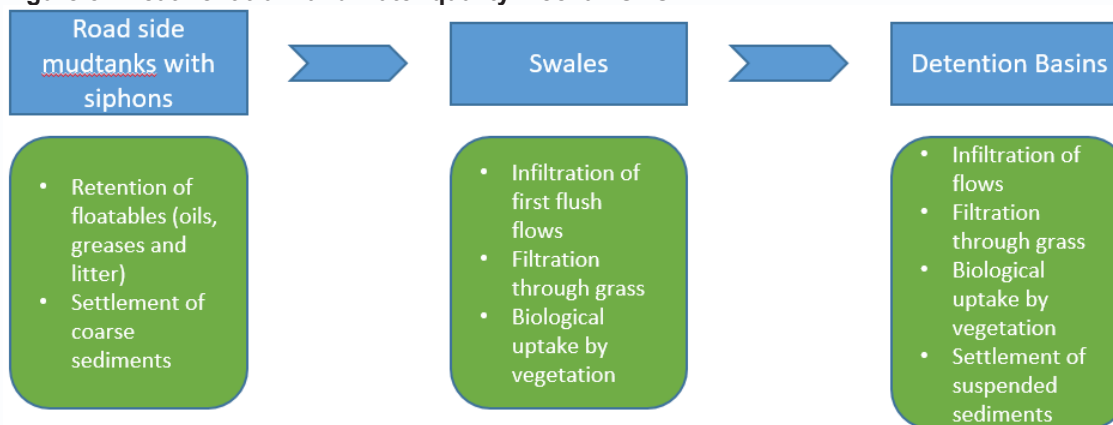 Road side
mudtanks with
siphons
Swales
Detention Basins
• Retention of
floatables (oils,
greases and
litter)
• Settlement of
coarse
sediments
• Infiltration of
first flush
flows
• Filtration
through grass
• Biological
uptake by
vegetation
• Infiltration of
flows
• Filtration
through grass
• Biological
uptake by
vegetation
• Settlement of
suspended
sediments